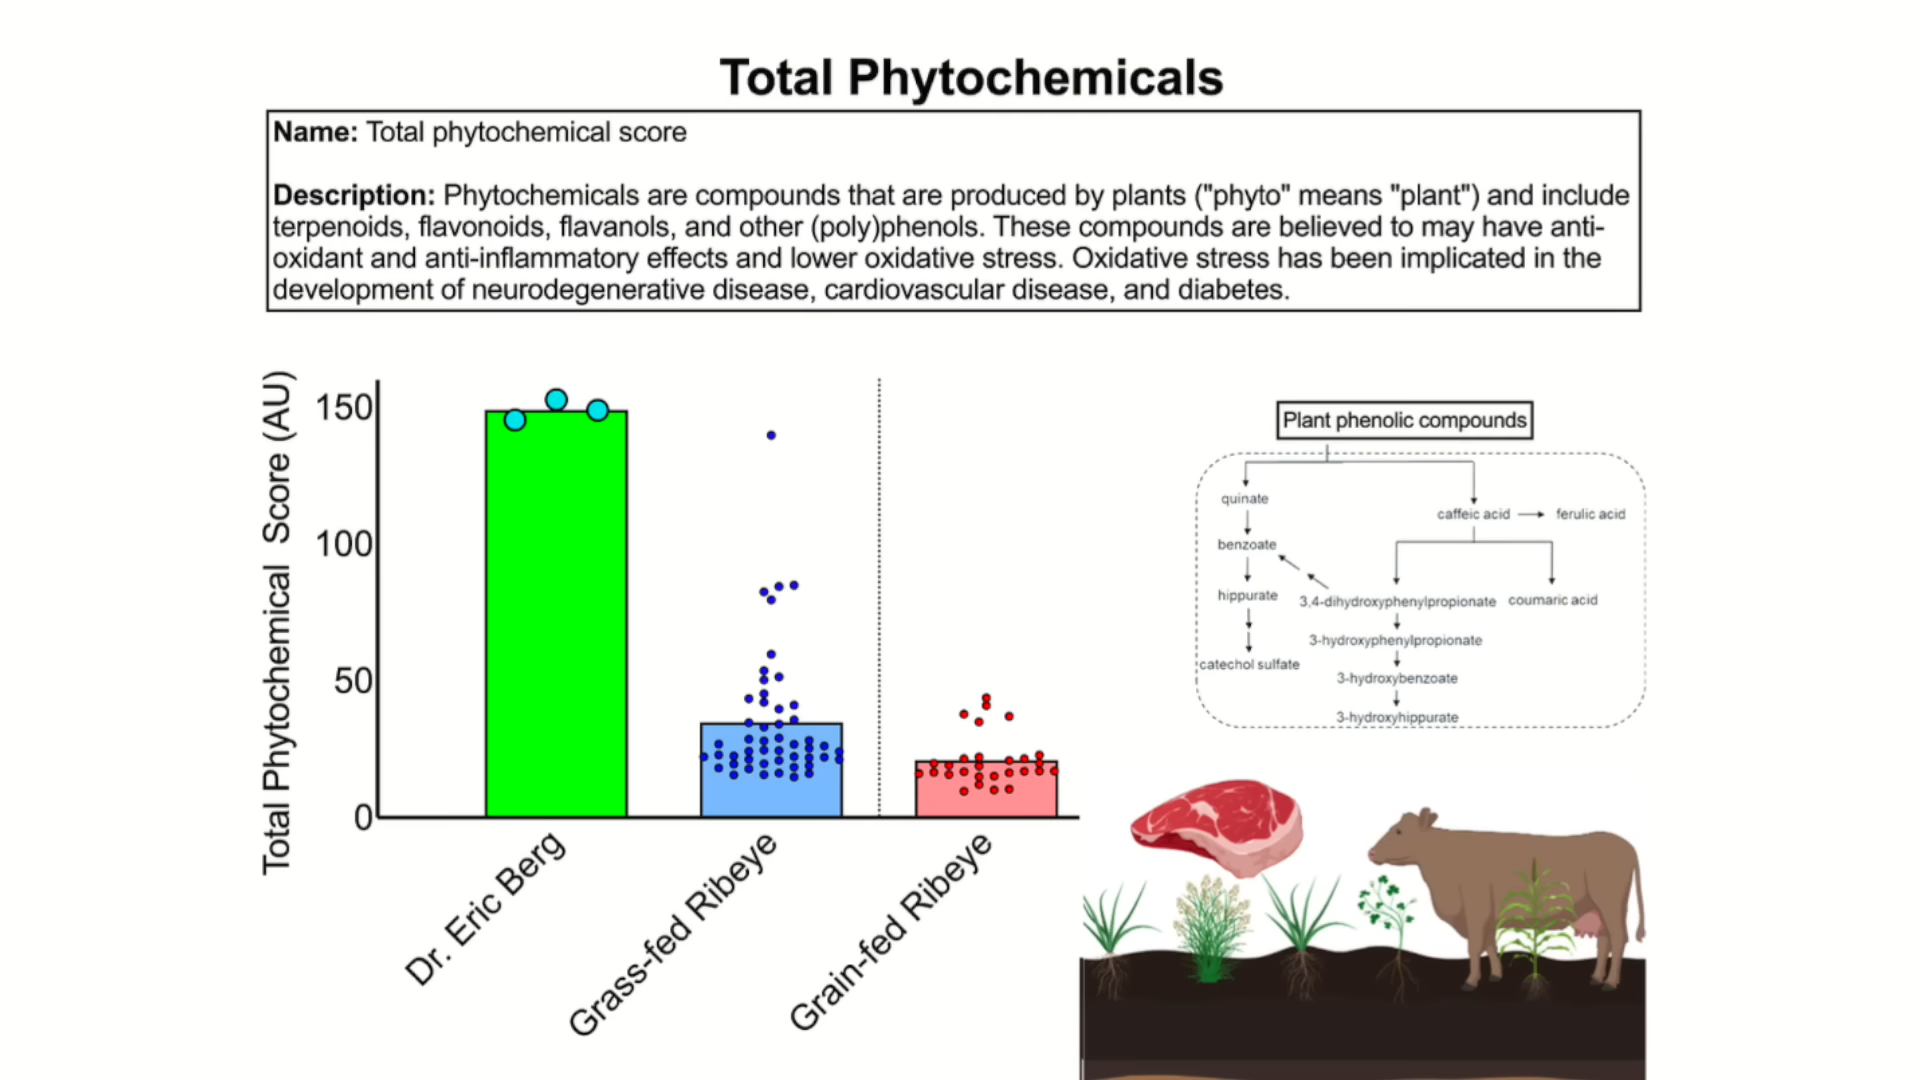 Total Phytochemicals
Name: Total phytochemical score
Description: Phytochemicals are compounds that are produced by plants ("phyto" means "plant") and include
terpenoids, flavonoids, flavanols, and other (poly)phenols. These compounds are believed to may have anti-
oxidant and anti-inflammatory effects and lower oxidative stress. Oxidative stress has been implicated in the
development of neurodegenerative disease, cardiovascular disease, and diabetes.
Total Phytochemical Score (AU)
150
100
50
0
Dr. Eric Berg
Grass-fed Ribeye
Grain-fed Ribeye
Plant phenolic compounds
quinate
caffeic acid
ferulic acid
benzoate
hippurate
3,4-dihydroxyphenylpropionate
coumaric acid
3-hydroxyphenylpropionate
catechol sulfate
3-hydroxybenzoate
3-hydroxyhippurate